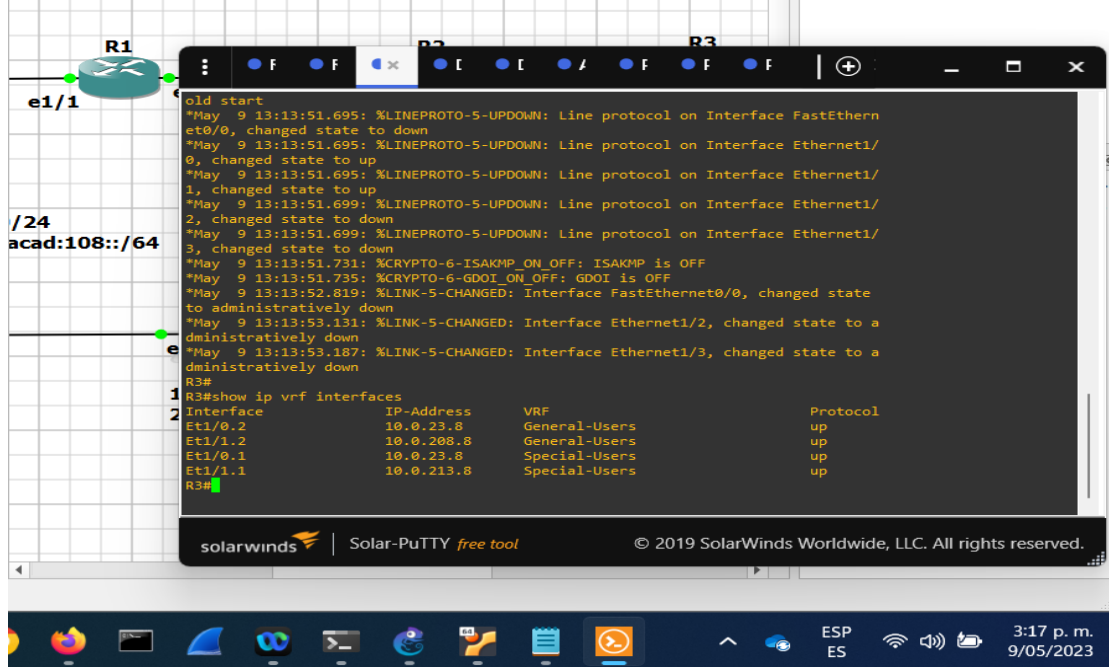 R1
R2
R3
e1/1
/24
acad:108::/64
old start
*May  9 13:13:51.695: %LINEPROTO-5-UPDOWN: Line protocol on Interface FastEthern
et0/0, changed state to down
*May  9 13:13:51.695: %LINEPROTO-5-UPDOWN: Line protocol on Interface Ethernet1/
0, changed state to up
*May  9 13:13:51.695: %LINEPROTO-5-UPDOWN: Line protocol on Interface Ethernet1/
1, changed state to up
*May  9 13:13:51.699: %LINEPROTO-5-UPDOWN: Line protocol on Interface Ethernet1/
2, changed state to down
*May  9 13:13:51.699: %LINEPROTO-5-UPDOWN: Line protocol on Interface Ethernet1/
3, changed state to down
*May  9 13:13:51.731: %CRYPTO-6-ISAKMP_ON_OFF: ISAKMP is OFF
*May  9 13:13:51.735: %CRYPTO-6-GDOI_ON_OFF: GDOI is OFF
*May  9 13:13:52.819: %LINK-5-CHANGED: Interface FastEthernet0/0, changed state
to administratively down
*May  9 13:13:53.131: %LINK-5-CHANGED: Interface Ethernet1/2, changed state to a
dministratively down
*May  9 13:13:53.187: %LINK-5-CHANGED: Interface Ethernet1/3, changed state to a
dministratively down
R3#
R3#show ip vrf interfaces
Interface IP-Address VRF Protocol
Et1/0.2 10.0.23.8 General-Users up
Et1/1.2 10.0.208.8 General-Users up
Et1/0.1 10.0.23.8 Special-Users up
Et1/1.1 10.0.213.8 Special-Users up
R3#
solarwinds | Solar-PuTTY free tool © 2019 SolarWinds Worldwide, LLC. All rights reserved.
64
ESP
ES
3:17 p. m.
9/05/2023